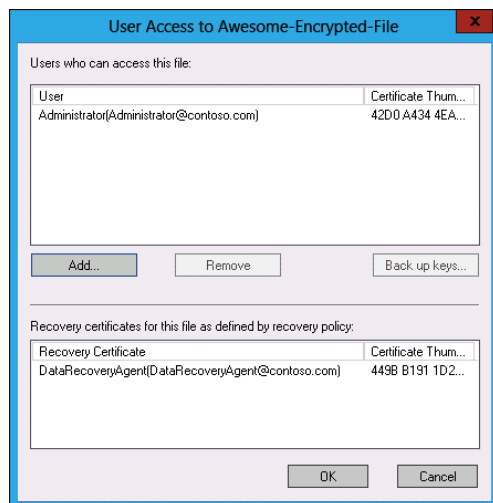 User Access to Awesome-Encrypted-File
x
Users who can access this file:
User Certificate Thum...
Administrator(Administrator@contoso.com) 42D0 A434 4EA...
Add... Remove Back up keys...
Recovery certificates for this file as defined by recovery policy:
Recovery Certificate Certificate Thum...
DataRecoveryAgent(DataRecoveryAgent@contoso.com) 449B B191 1D2...
OK Cancel